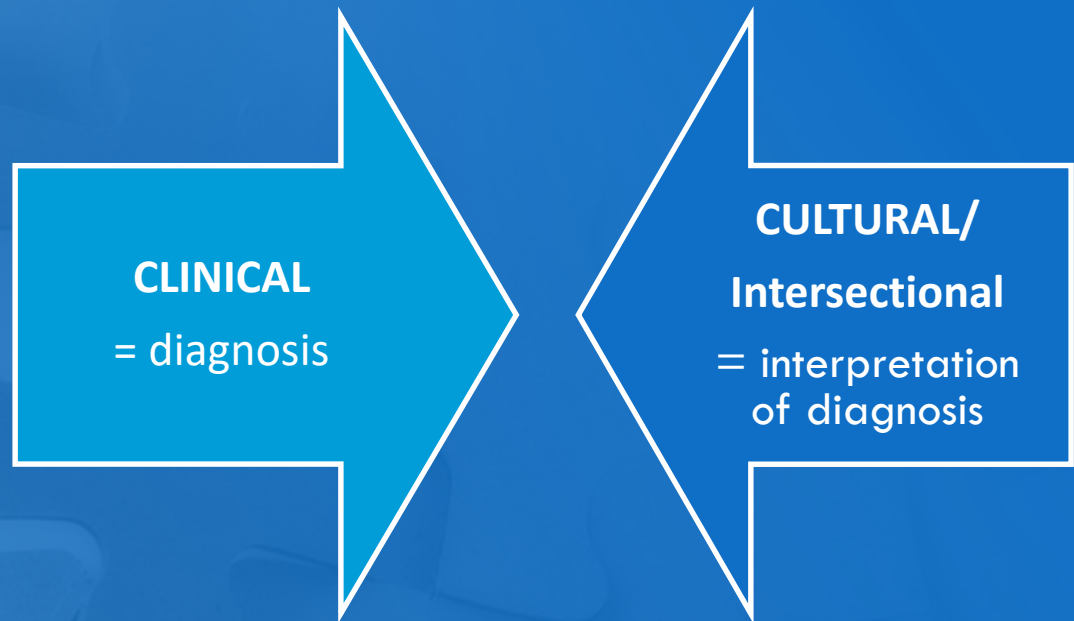 CLINICAL
= diagnosis
CULTURAL/
Intersectional
= interpretation
of diagnosis